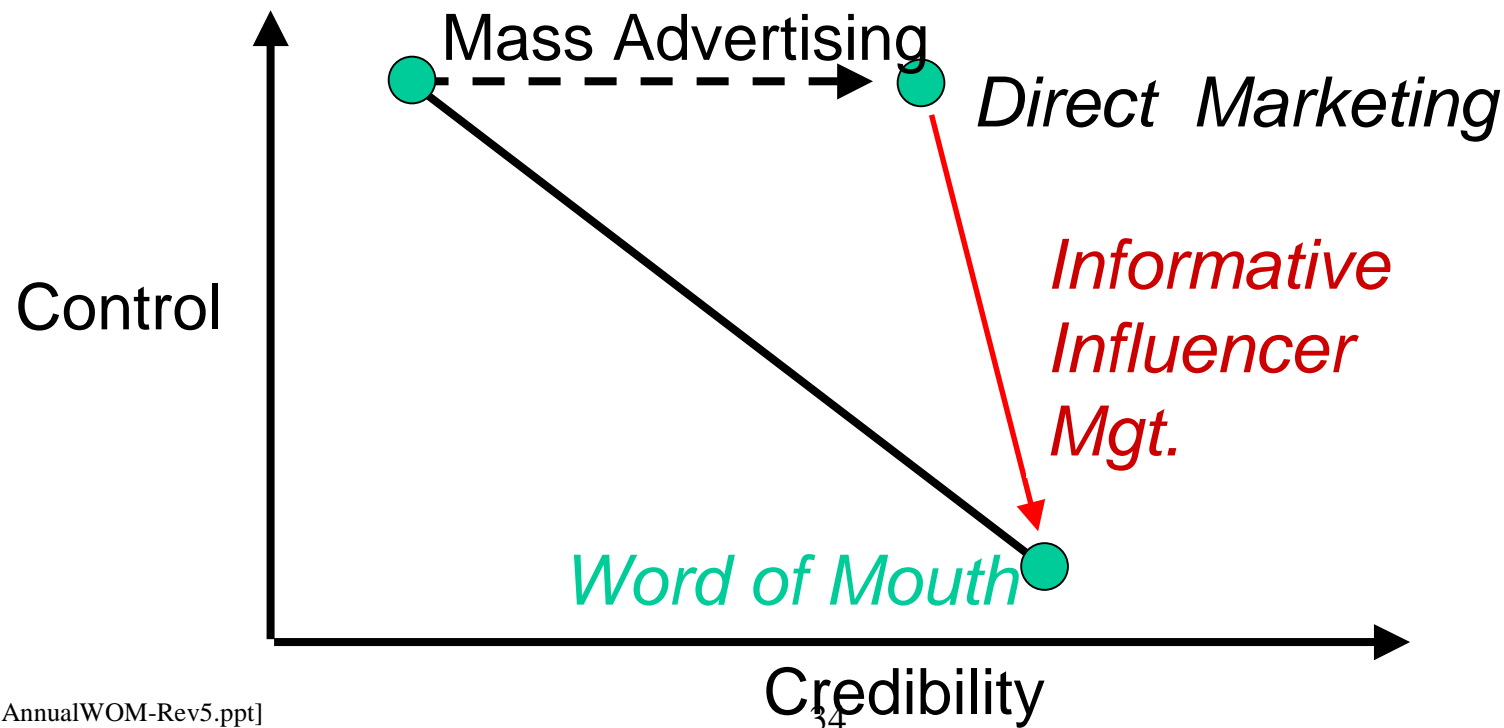 Mass Advertising
Direct Marketing
Informative
Influencer
Mgt.
Control
Word of Mouth
Credibility
AnnualWOM-Rev5.ppt]
34